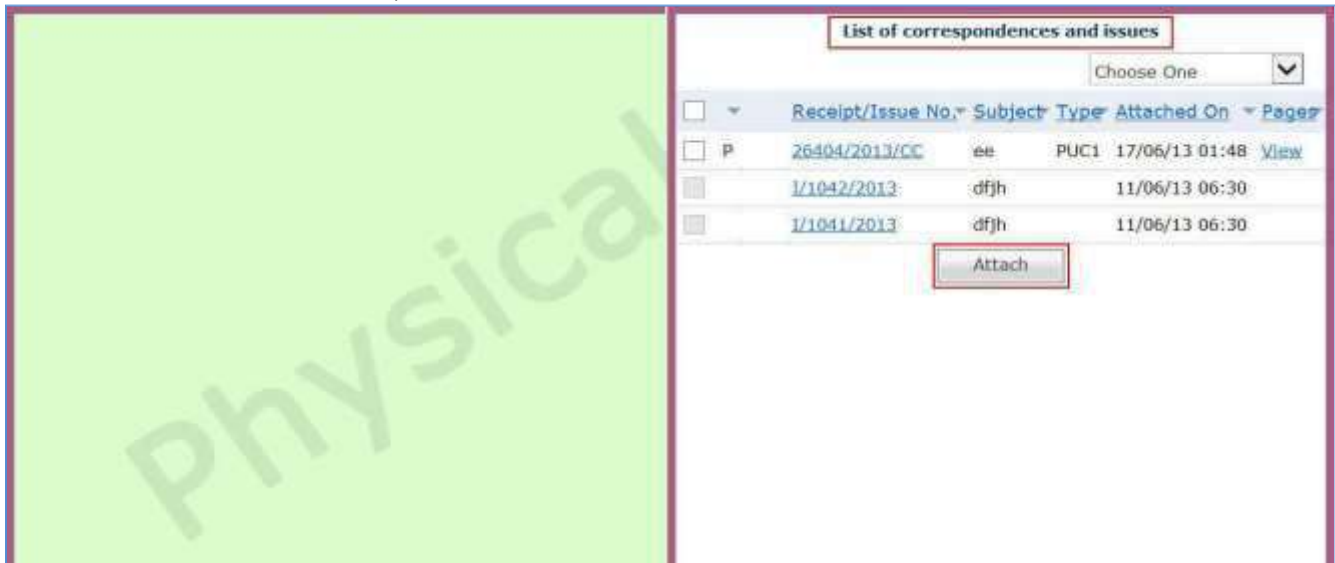 Physical
List of correspondences and issues
Choose One
Receipt/Issue No. Subject Type Attached On Pages
P 26404/2013/CC ee PUC1 17/06/13 01:48 View
I/1042/2013 dfjh 11/06/13 06:30
I/1041/2013 dfjh 11/06/13 06:30
Attach